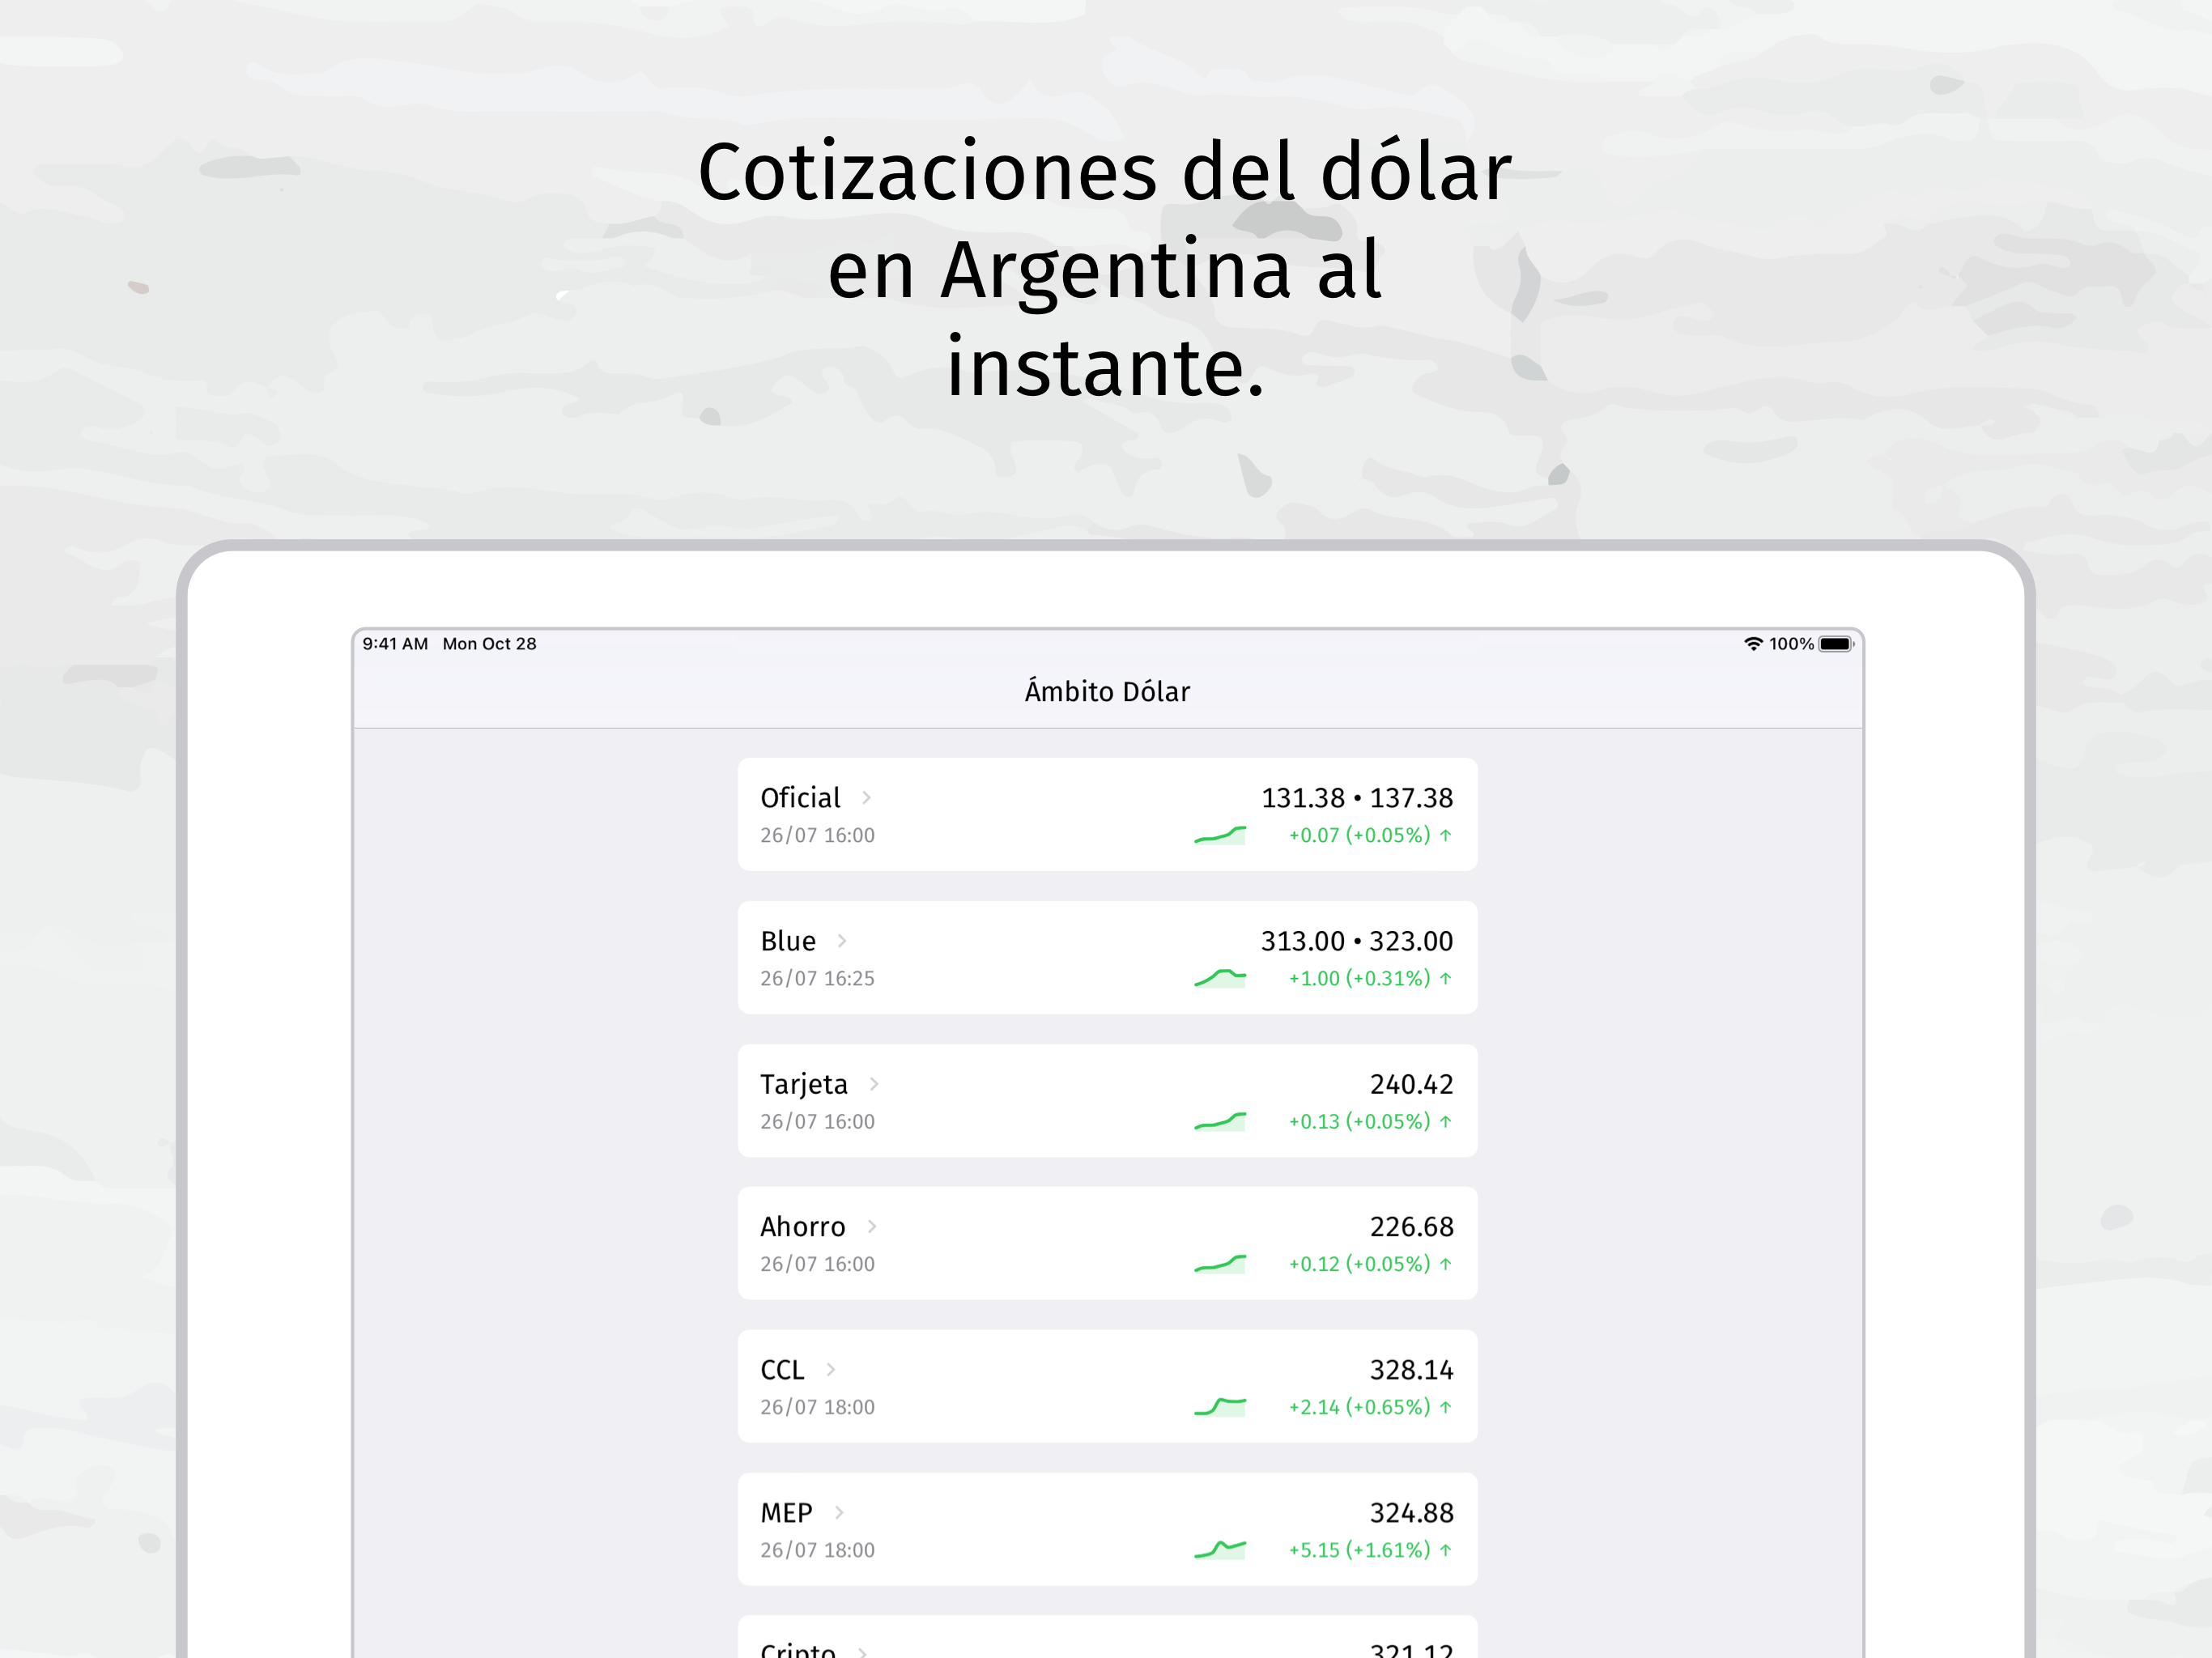 Cotizaciones del dólar
en Argentina al
instante.
9:41 AM Mon Oct 28 100%
Ámbito Dólar
Oficial 131.38 • 137.38
26/07 16:00 +0.07 (+0.05%) ↑
Blue 313.00 • 323.00
26/07 16:25 +1.00 (+0.31%) ↑
Tarjeta 240.42
26/07 16:00 +0.13 (+0.05%) ↑
Ahorro 226.68
26/07 16:00 +0.12 (+0.05%) ↑
CCL 328.14
26/07 18:00 +2.14 (+0.65%) ↑
MEP 324.88
26/07 18:00 +5.15 (+1.61%) ↑
Cripto 321.12